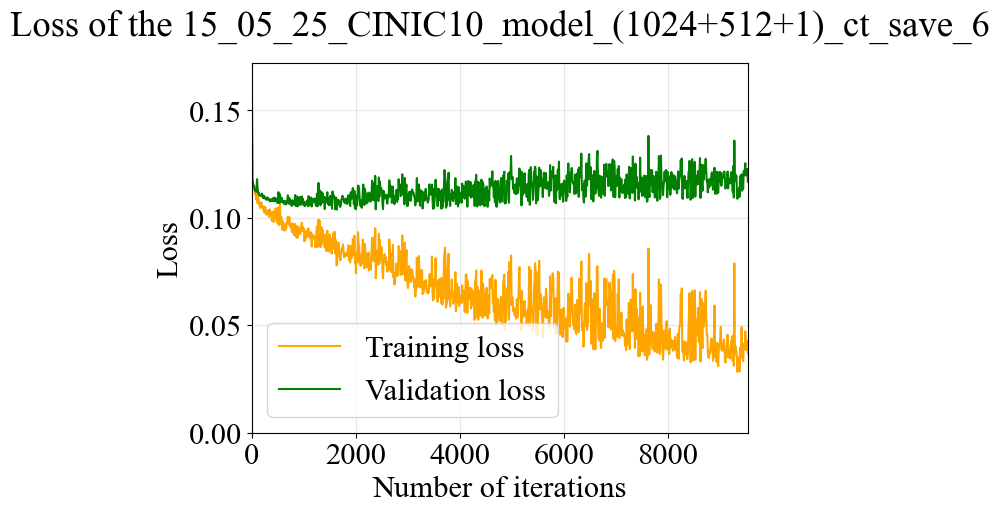 Loss of the 15_05_25_CINIC10_model_(1024+512+1)_ct_save_6
0.15
0.10
0.05
0.00
Loss
Training loss
Validation loss
0 2000 4000 6000 8000
Number of iterations